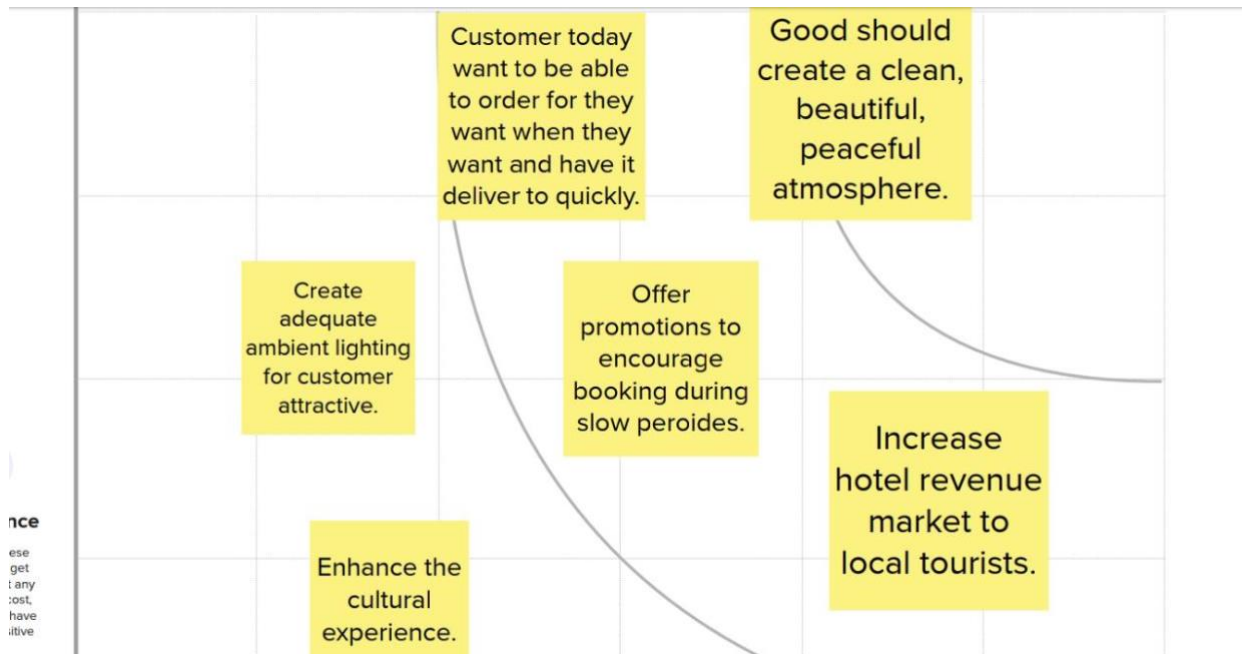 Customer today
want to be able
to order for they
want when they
want and have it
deliver to quickly.
Good should
create a clean,
beautiful,
peaceful
atmosphere.
Create
adequate
ambient lighting
for customer
attractive.
Offer
promotions to
encourage
booking during
slow peroides.
Increase
hotel revenue
market to
local tourists.
Enhance the
cultural
experience.
nce
ese
get
t any
cost,
have
sitive